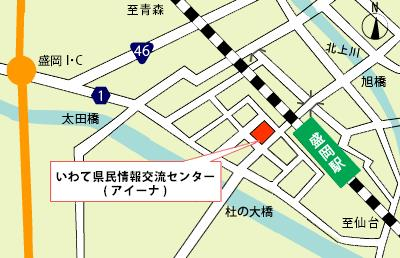 至青森
46
盛岡I・C
北上川
旭橋
1
太田橋
盛岡駅
いわて県民情報交流センター
(アイーナ)
杜の大橋
至仙台